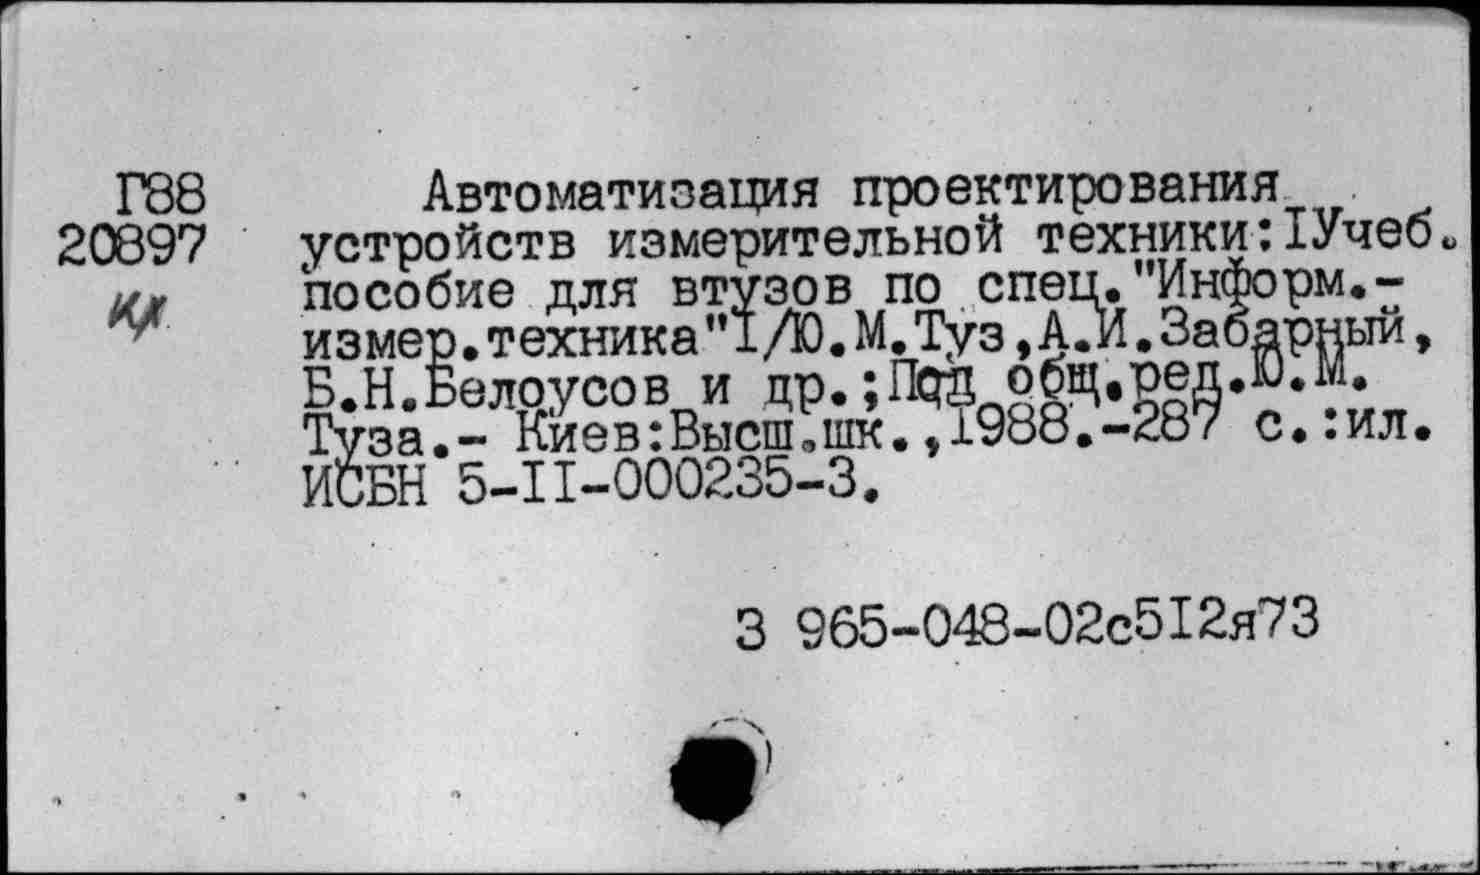 Г88 Автоматизация проектирования
20897 устройств измерительной техники:IУчеб.
пособие для втузов по спец."Информ.-
измер.техника"I/Ю.М.Туз,А.И.Забарный,
Б.Н.Белоусов и др.;Под общ.ред.Ю.М.
Туза.- Киев:Высш.шк.,1988.-287 с.:ил.
ИСБН 5-II-000235-3.
3 965-048-02с5I2я73